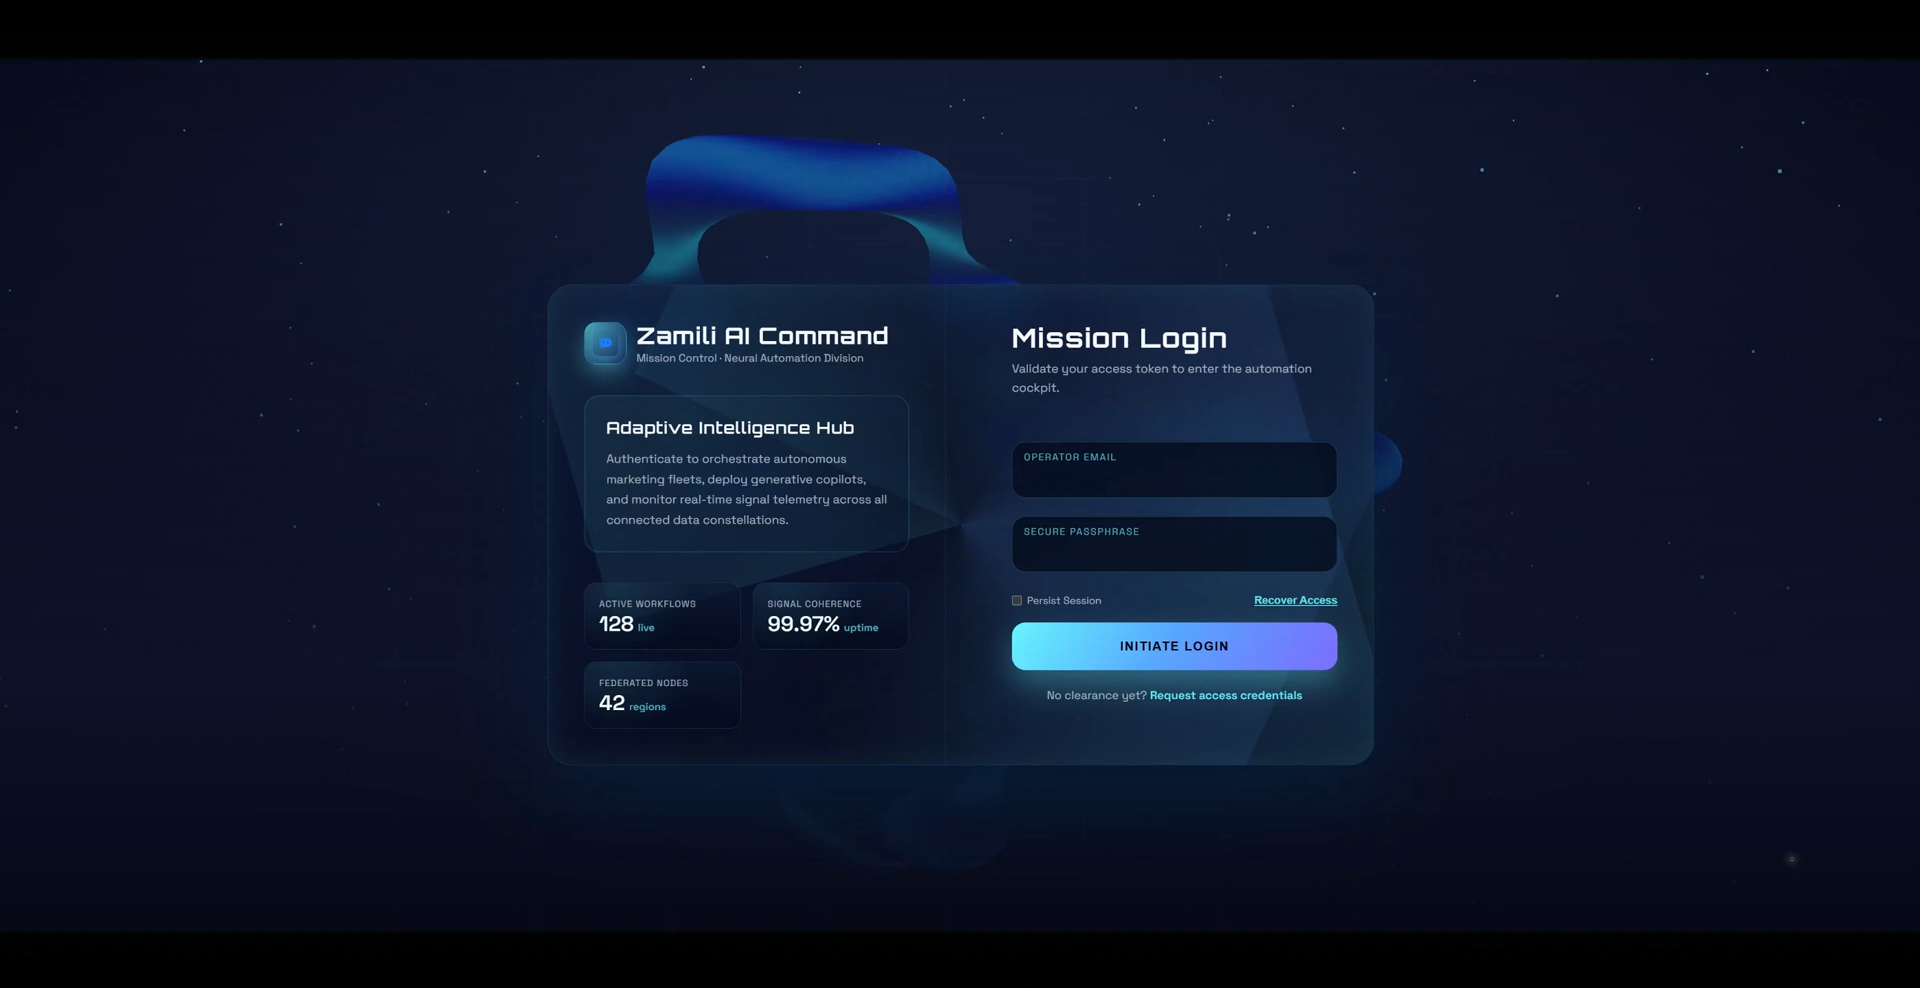 Zamili AI Command
Mission Control · Neural Automation Division
Adaptive Intelligence Hub
Authenticate to orchestrate autonomous
marketing fleets, deploy generative copilots,
and monitor real-time signal telemetry across all
connected data constellations.
ACTIVE WORKFLOWS
128 live
SIGNAL COHERENCE
99.97% uptime
FEDERATED NODES
42 regions
Mission Login
Validate your access token to enter the automation
cockpit.
OPERATOR EMAIL
SECURE PASSPHRASE
Persist Session
Recover Access
INITIATE LOGIN
No clearance yet? Request access credentials